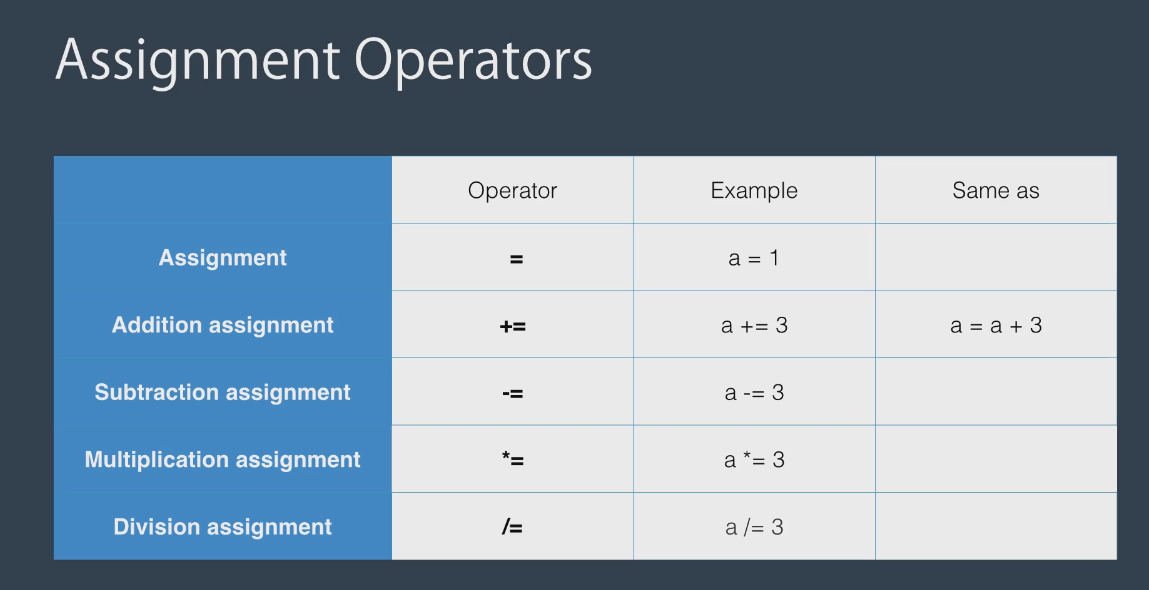 Assignment Operators
Operator Example Same as
Assignment = a = 1
Addition assignment += a += 3 a = a + 3
Subtraction assignment -= a -= 3
Multiplication assignment *= a *= 3
Division assignment /= a /= 3